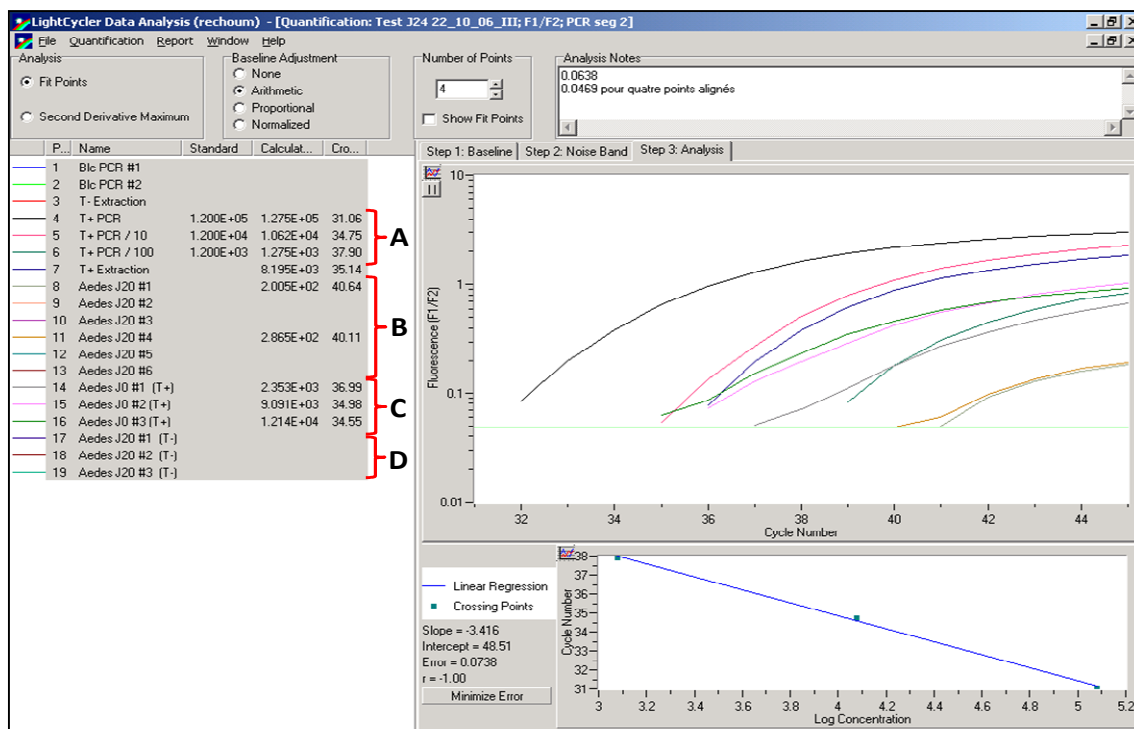 LightCycler Data Analysis (rechoum) - [Quantification: Test J24 22_10_06_III; F1/F2; PCR seg 2]
File Quantification Report Window Help
Analysis
Fit Points
Second Derivative Maximum
Baseline Adjustment
None
Arithmetic
Proportional
Normalized
Number of Points
4
Show Fit Points
Analysis Notes
0.0638
0.0469 pour quatre points alignés
P... Name Standard Calculat... Cro...
1 Blc PCR #1
2 Blc PCR #2
3 T- Extraction
4 T+ PCR 1.200E+05 1.275E+05 31.06
5 T+ PCR / 10 1.200E+04 1.062E+04 34.75
6 T+ PCR / 100 1.200E+03 1.275E+03 37.90
7 T+ Extraction 8.195E+03 35.14
8 Aedes J20 #1 2.005E+02 40.64
9 Aedes J20 #2
10 Aedes J20 #3
11 Aedes J20 #4 2.865E+02 40.11
12 Aedes J20 #5
13 Aedes J20 #6
14 Aedes J0 #1 (T+) 2.353E+03 36.99
15 Aedes J0 #2 (T+) 9.091E+03 34.98
16 Aedes J0 #3 (T+) 1.214E+04 34.55
17 Aedes J20 #1 (T-)
18 Aedes J20 #2 (T-)
19 Aedes J20 #3 (T-)
A
B
C
D
Step 1: Baseline Step 2: Noise Band Step 3: Analysis
10
1
0.1
0.01
Fluorescence (F1/F2)
32 34 36 38 40 42 44
Cycle Number
Linear Regression
Crossing Points
Slope = -3.416
Intercept = 48.51
Error = 0.0738
r = -1.00
Minimize Error
38
37
36
35
34
33
32
31
Cycle Number
3 3.2 3.4 3.6 3.8 4 4.2 4.4 4.6 4.8 5 5.2
Log Concentration